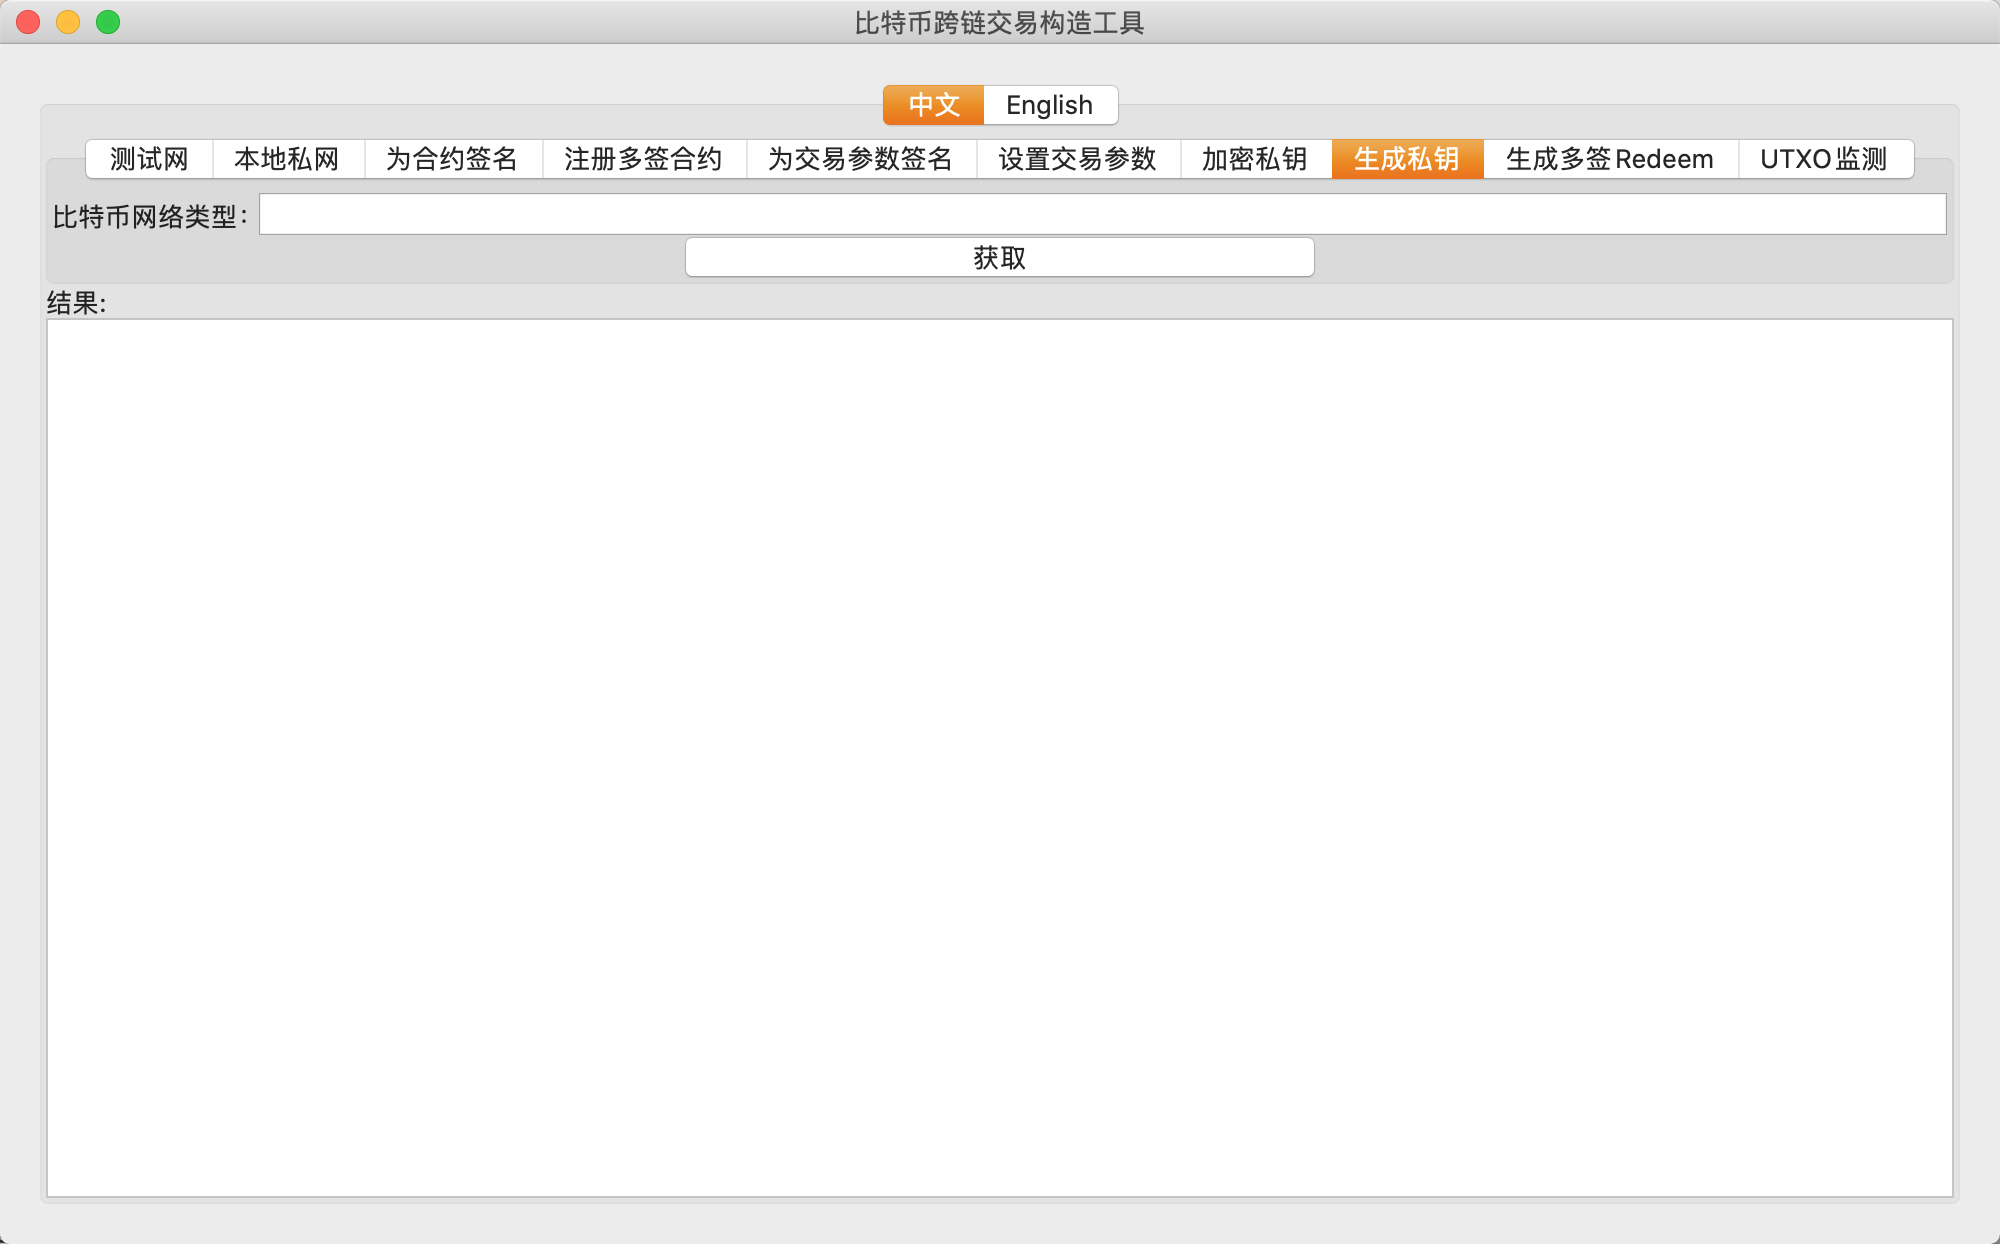 比特币跨链交易构造工具
中文 English
测试网 本地私网 为合约签名 注册多签合约 为交易参数签名 设置交易参数 加密私钥 生成私钥 生成多签Redeem UTXO监测
比特币网络类型：
获取
结果: